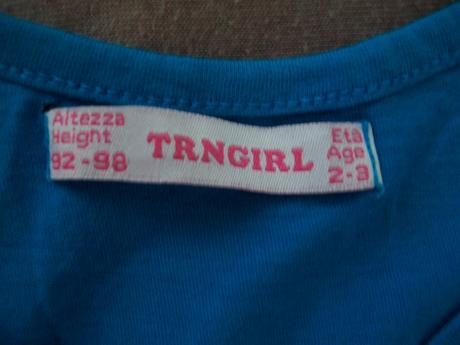 Altezza
Height
92-98
TRNGIRL
Età
Age
2-3